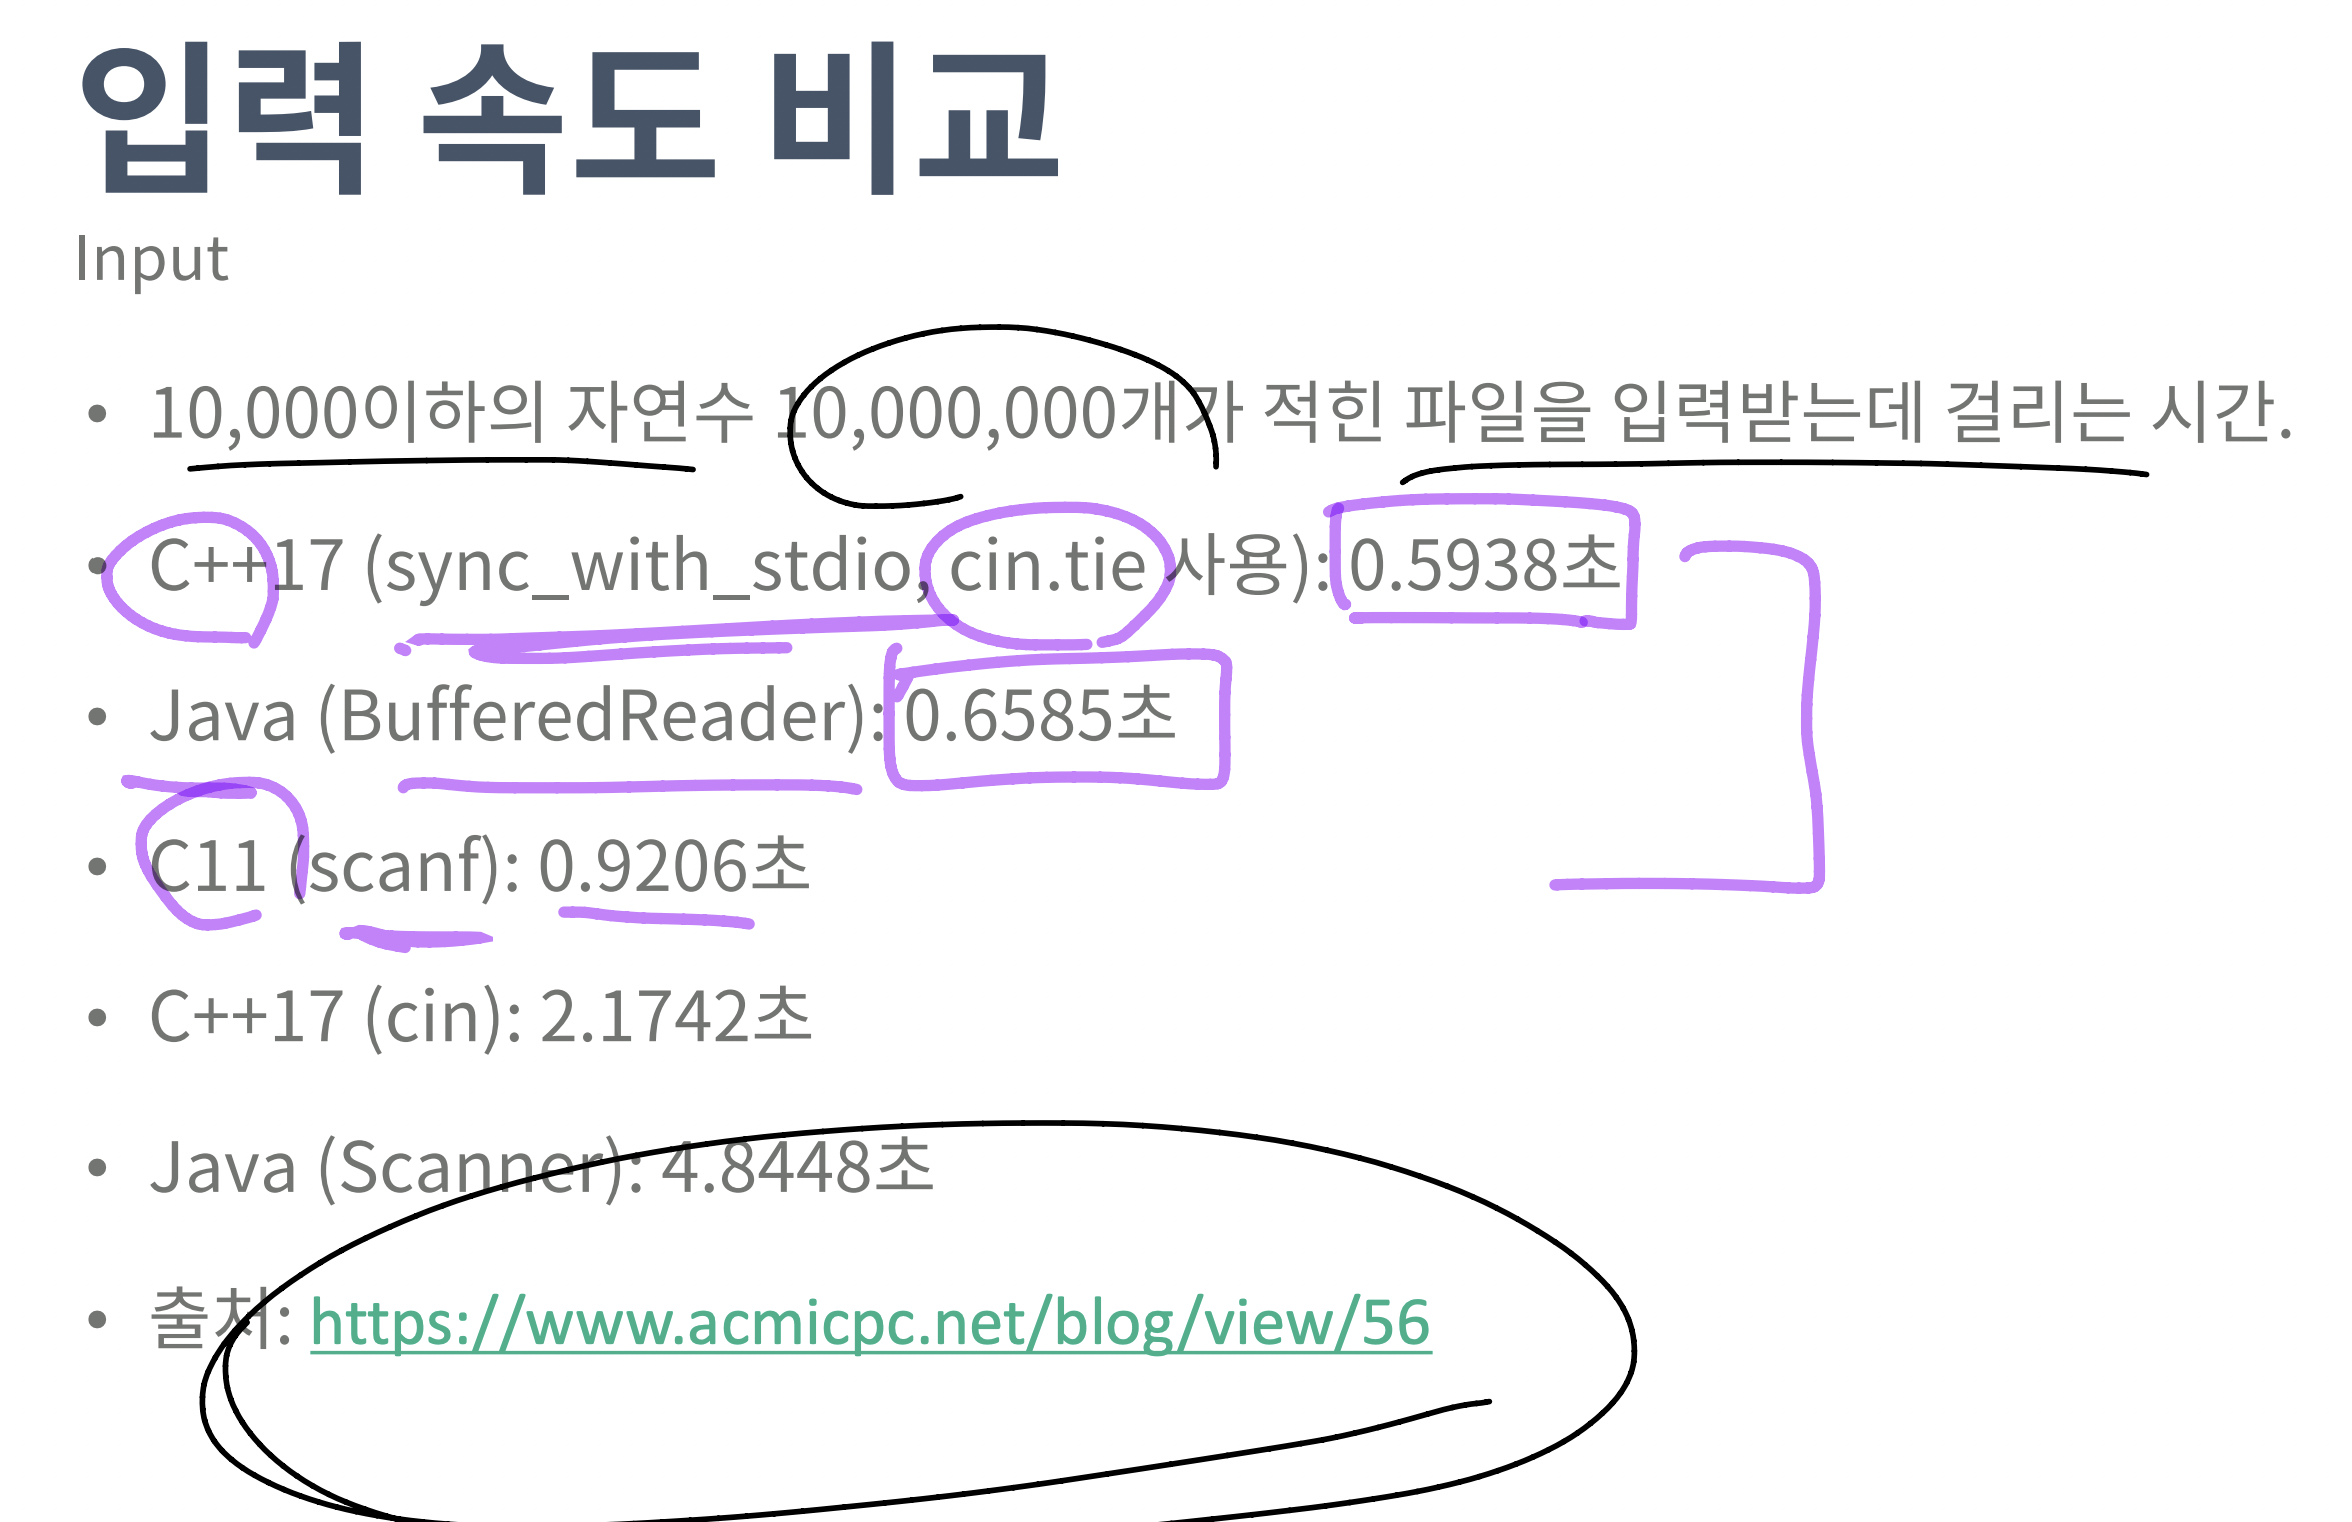 입력 속도 비교
Input
• 10,000이하의 자연수 10,000,000개가 적힌 파일을 입력받는데 걸리는 시간.
• C++17 (sync_with_stdio, cin.tie 사용): 0.5938초
• Java (BufferedReader): 0.6585초
• C11 (scanf): 0.9206초
• C++17 (cin): 2.1742초
• Java (Scanner): 4.8448초
• 출처: https://www.acmicpc.net/blog/view/56